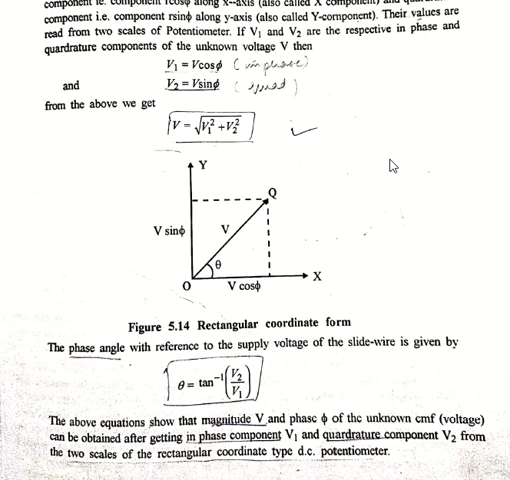 component i.e. component rcosφ along x–axis (also called X component) and
component i.e. component rsinφ along y-axis (also called Y-component). Their values are
read from two scales of Potentiometer. If V₁ and V₂ are the respective in phase and
quardrature components of the unknown voltage V then
V₁ = Vcosφ (in phase)
and V₂ = Vsinφ
from the above we get
V = √V₁² + V₂²
Y
Q
V sinφ V
θ
O V cosφ X
Figure 5.14 Rectangular coordinate form
The phase angle with reference to the supply voltage of the slide-wire is given by
θ = tan⁻¹(V₂/V₁)
The above equations show that magnitude V and phase φ of the unknown emf (voltage)
can be obtained after getting in phase component V₁ and quardrature component V₂ from
the two scales of the rectangular coordinate type d.c. potentiometer.